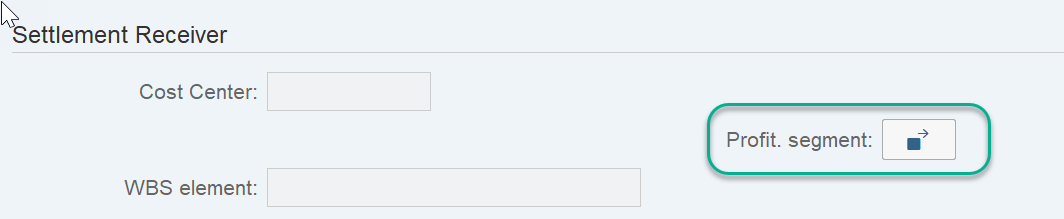 Settlement Receiver
Cost Center:
Profit. segment:
WBS element: